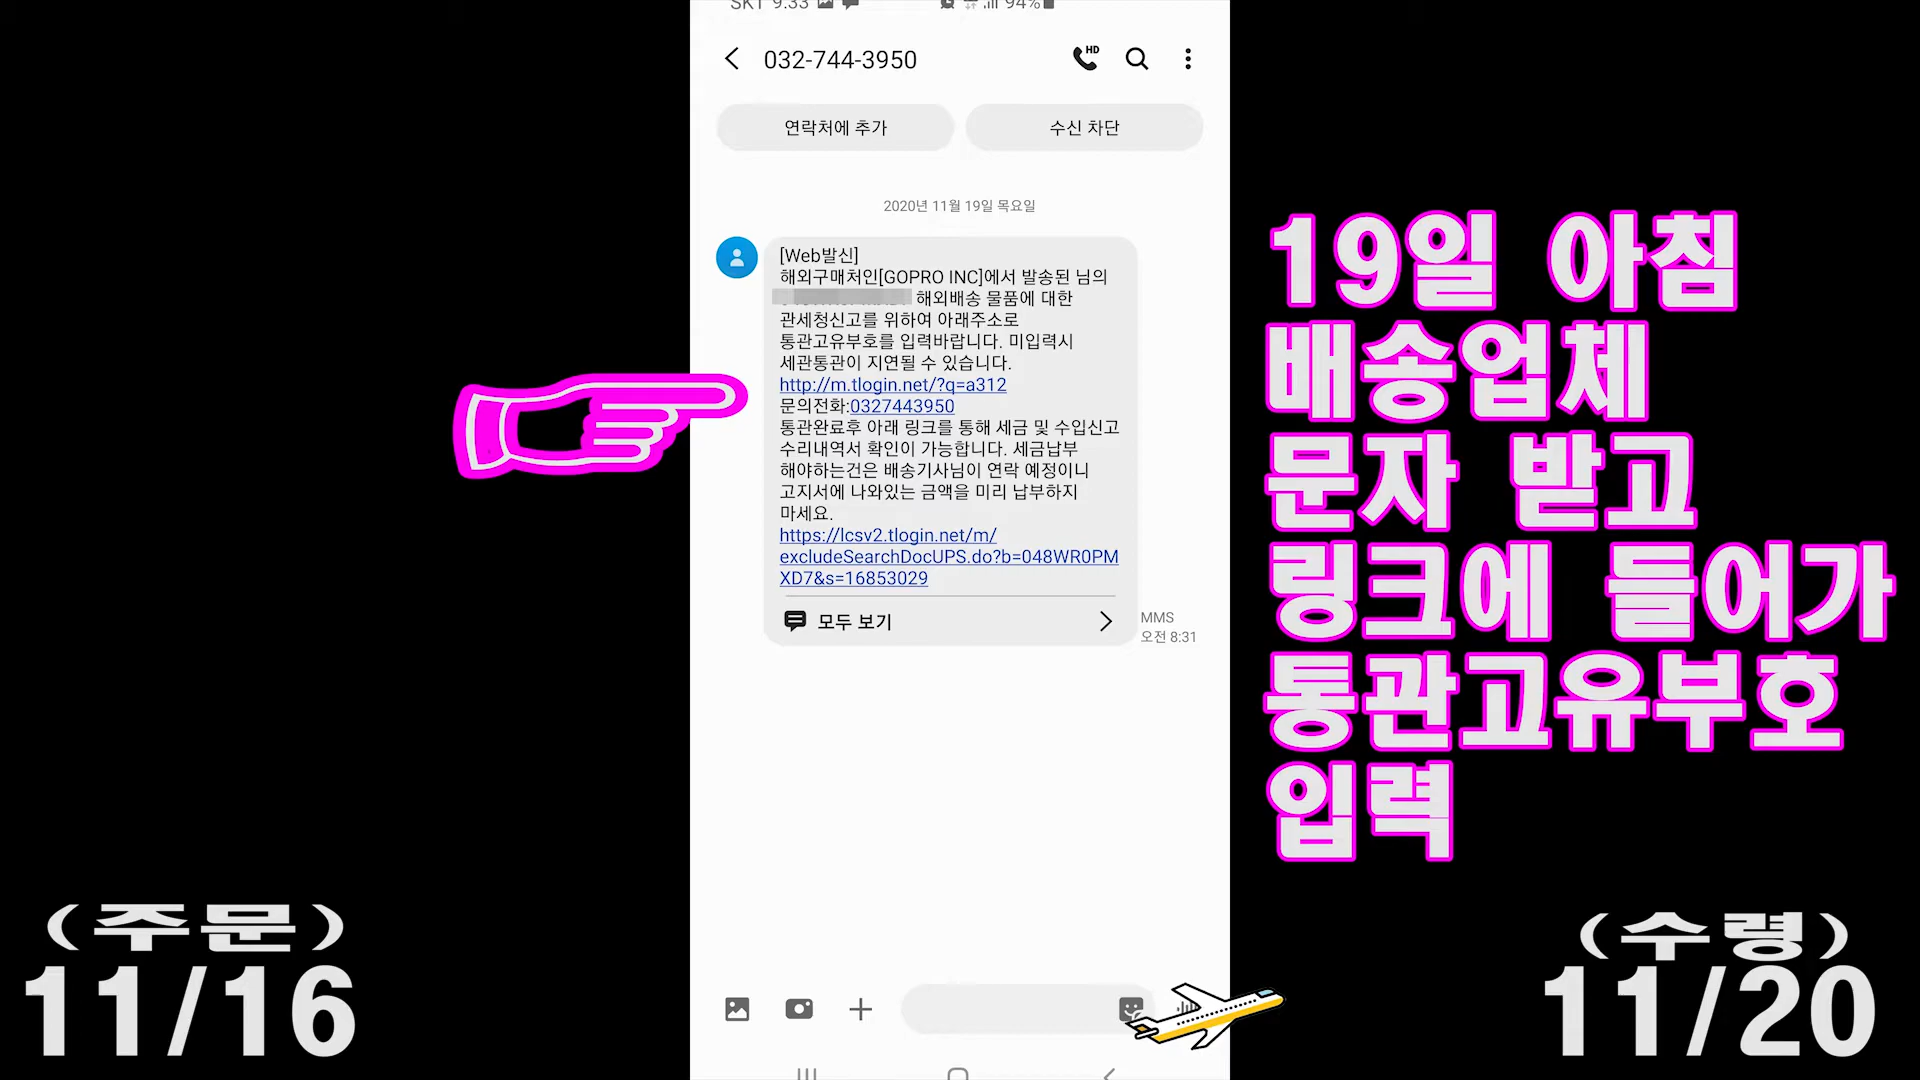 SKT 9:33 94%
032-744-3950
HD
연락처에 추가
수신 차단
2020년 11월 19일 목요일
[Web발신]
해외구매처인[GOPRO INC]에서 발송된 님의
해외배송 물품에 대한
관세청신고를 위하여 아래주소로
통관고유부호를 입력바랍니다. 미입력시
세관통관이 지연될 수 있습니다.
http://m.tlogin.net/?q=a312
문의전화:0327443950
통관완료후 아래 링크를 통해 세금 및 수입신고
수리내역서 확인이 가능합니다. 세금납부
해야하는건은 배송기사님이 연락 예정이니
고지서에 나와있는 금액을 미리 납부하지
마세요.
https://lcsv2.tlogin.net/m/
excludeSearchDocUPS.do?b=048WR0PM
XD7&s=16853029
모두 보기
MMS
오전 8:31
19일 아침
배송업체
문자 받고
링크에 들어가
통관고유부호
입력
(주문)
11/16
(수령)
11/20